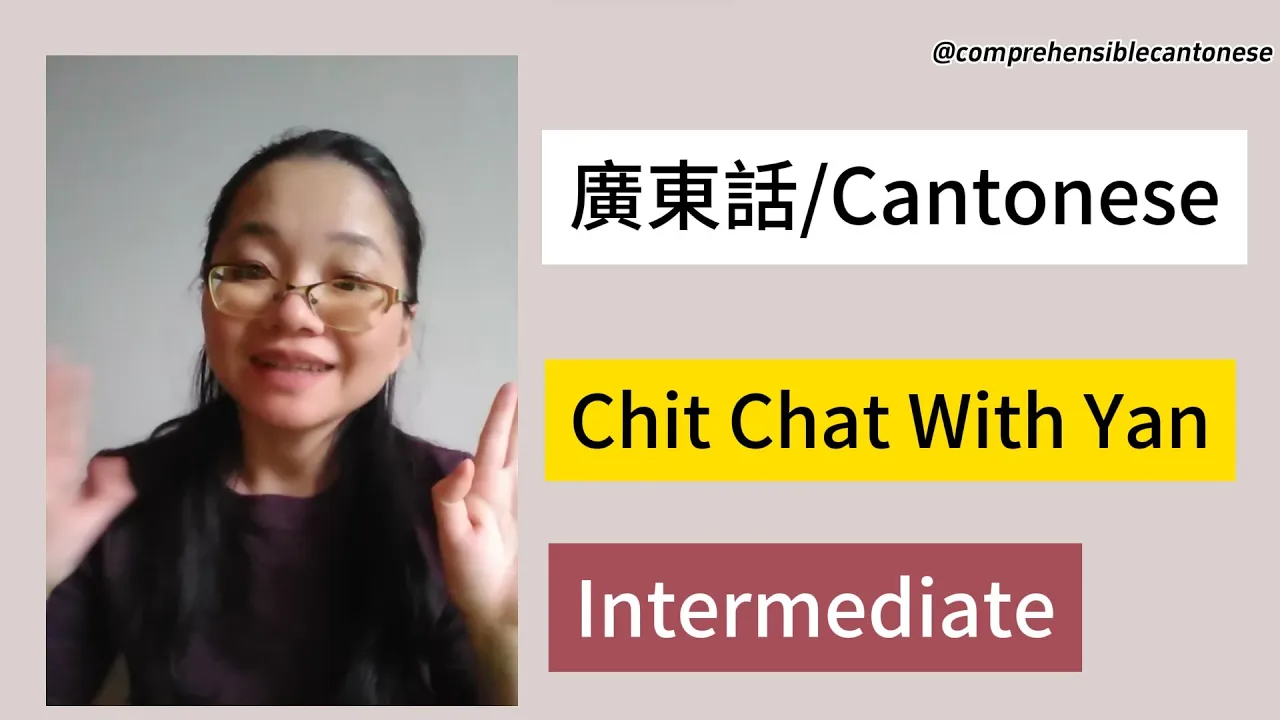 @comprehensiblecantonese
廣東話/Cantonese
Chit Chat With Yan
Intermediate